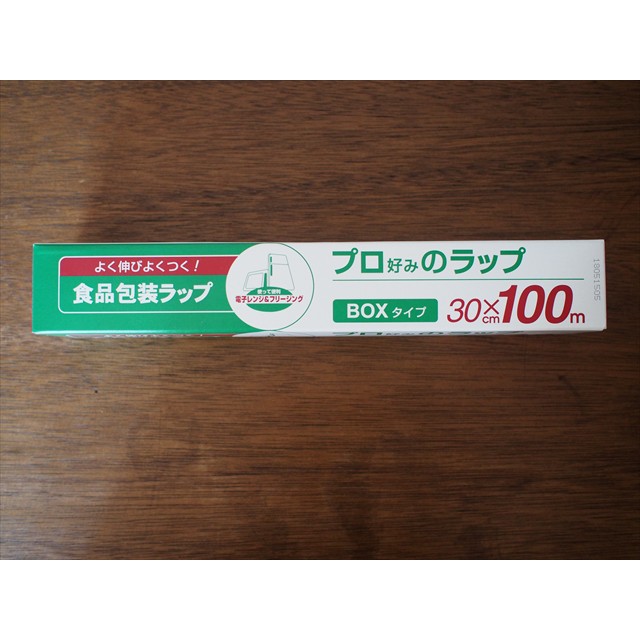 よく伸びよくつく!
食品包装ラップ
使って便利
電子レンジ&フリージング
プロ好みのラップ
BOXタイプ
30cm×100m
18051505